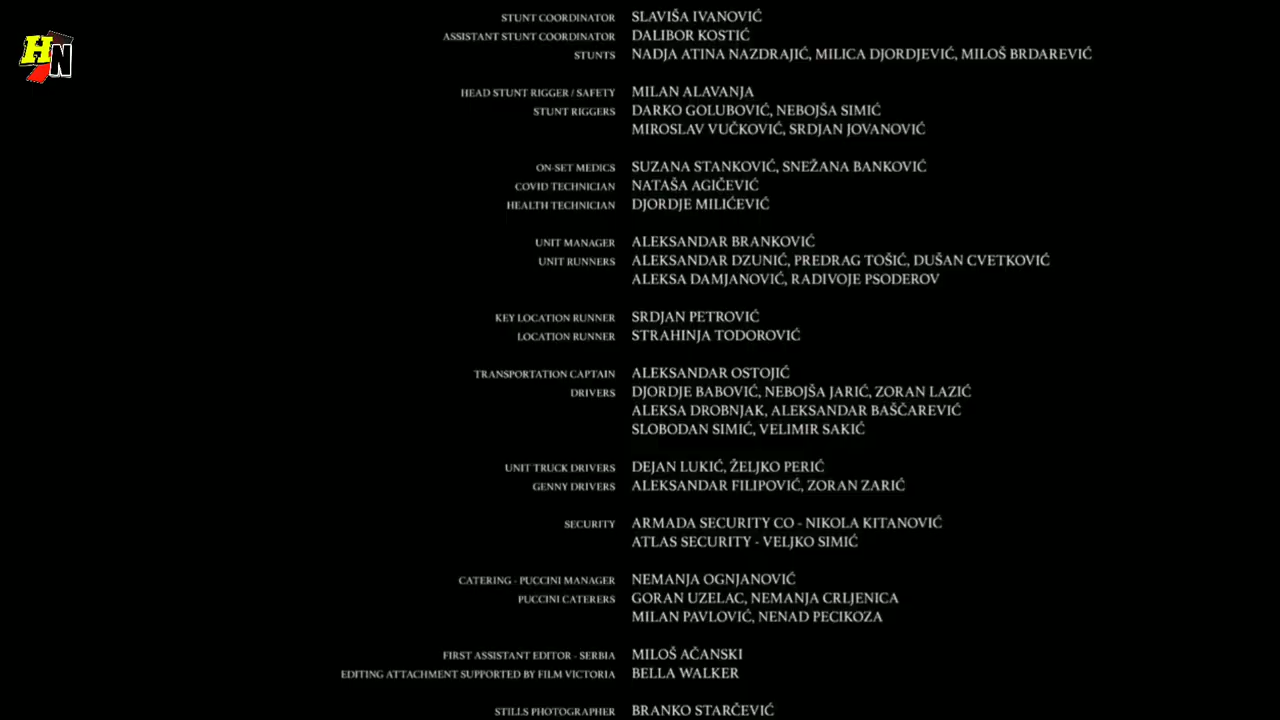 HN
STUNT COORDINATOR SLAVIŠA IVANOVIĆ
ASSISTANT STUNT COORDINATOR DALIBOR KOSTIĆ
STUNTS NADJA ATINA NAZDRAJIĆ, MILICA DJORDJEVIĆ, MILOŠ BRDAREVIĆ
HEAD STUNT RIGGER / SAFETY MILAN ALAVANJA
STUNT RIGGERS DARKO GOLUBOVIĆ, NEBOJŠA SIMIĆ
MIROSLAV VUČKOVIĆ, SRDJAN JOVANOVIĆ
ON-SET MEDICS SUZANA STANKOVIĆ, SNEŽANA BANKOVIĆ
COVID TECHNICIAN NATAŠA AGIČEVIĆ
HEALTH TECHNICIAN DJORDJE MILIĆEVIĆ
UNIT MANAGER ALEKSANDAR BRANKOVIĆ
UNIT RUNNERS ALEKSANDAR DZUNIĆ, PREDRAG TOŠIĆ, DUŠAN CVETKOVIĆ
ALEKSA DAMJANOVIĆ, RADIVOJE PSODEROV
KEY LOCATION RUNNER SRDJAN PETROVIĆ
LOCATION RUNNER STRAHINJA TODOROVIĆ
TRANSPORTATION CAPTAIN ALEKSANDAR OSTOJIĆ
DRIVERS DJORDJE BABOVIĆ, NEBOJŠA JARIĆ, ZORAN LAZIĆ
ALEKSA DROBNJAK, ALEKSANDAR BAŠČAREVIĆ
SLOBODAN SIMIĆ, VELIMIR SAKIĆ
UNIT TRUCK DRIVERS DEJAN LUKIĆ, ŽELJKO PERIĆ
GENNY DRIVERS ALEKSANDAR FILIPOVIĆ, ZORAN ZARIĆ
SECURITY ARMADA SECURITY CO - NIKOLA KITANOVIĆ
ATLAS SECURITY - VELJKO SIMIĆ
CATERING - PUCCINI MANAGER NEMANJA OGNJANOVIĆ
PUCCINI CATERERS GORAN UZELAC, NEMANJA CRLJENICA
MILAN PAVLOVIĆ, NENAD PECIKOZA
FIRST ASSISTANT EDITOR - SERBIA MILOŠ AČANSKI
EDITING ATTACHMENT SUPPORTED BY FILM VICTORIA BELLA WALKER
STILLS PHOTOGRAPHER BRANKO STARČEVIĆ